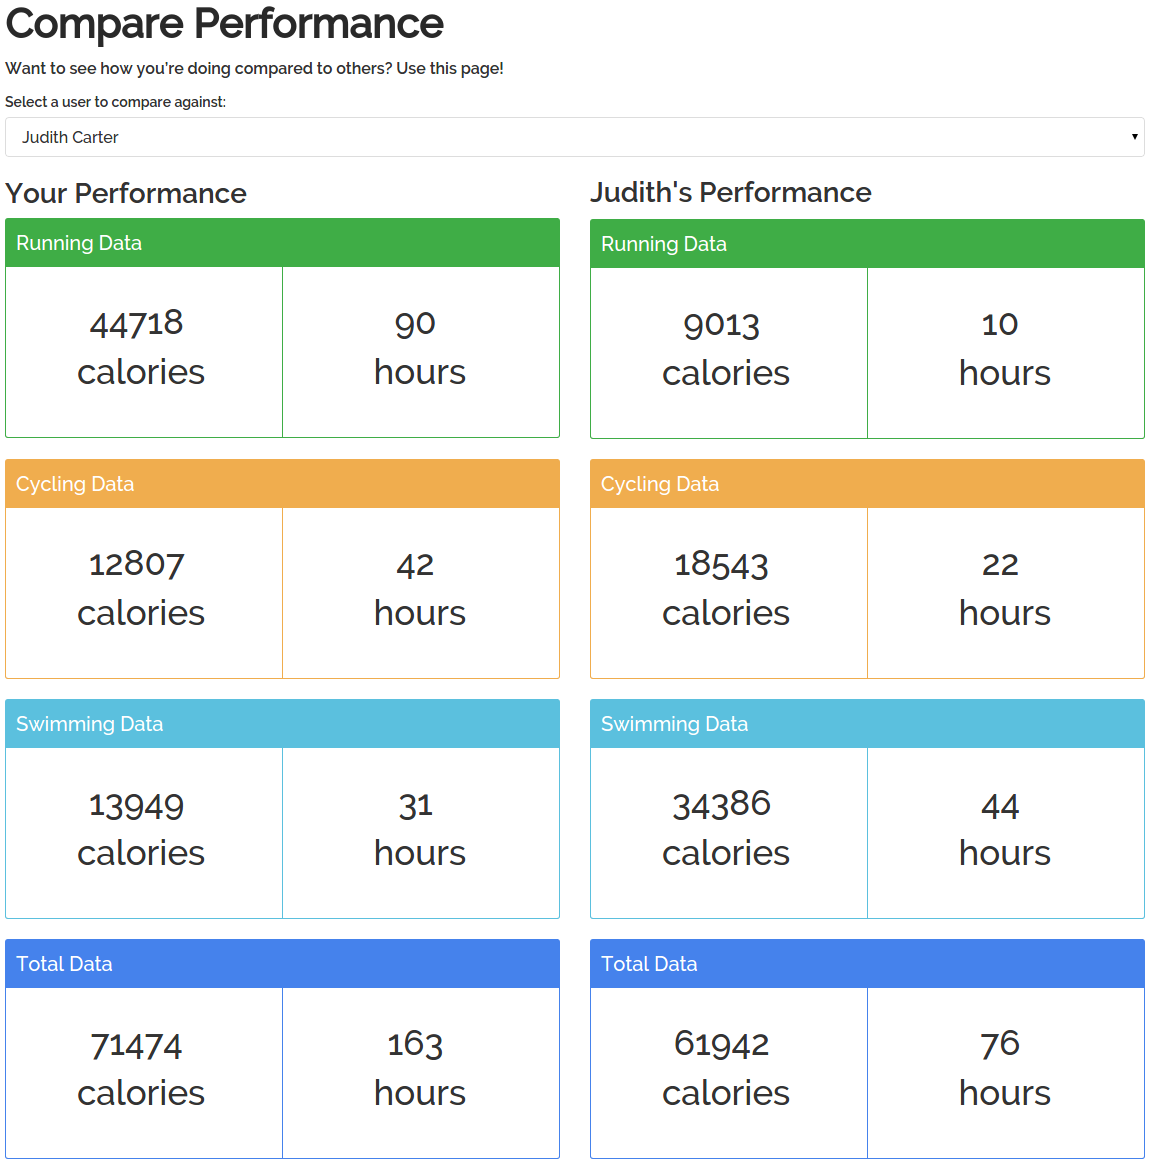 Compare Performance
Want to see how you're doing compared to others? Use this page!
Select a user to compare against:
Judith Carter
Your Performance
Running Data
44718
calories
90
hours
Cycling Data
12807
calories
42
hours
Swimming Data
13949
calories
31
hours
Total Data
71474
calories
163
hours
Judith's Performance
Running Data
9013
calories
10
hours
Cycling Data
18543
calories
22
hours
Swimming Data
34386
calories
44
hours
Total Data
61942
calories
76
hours